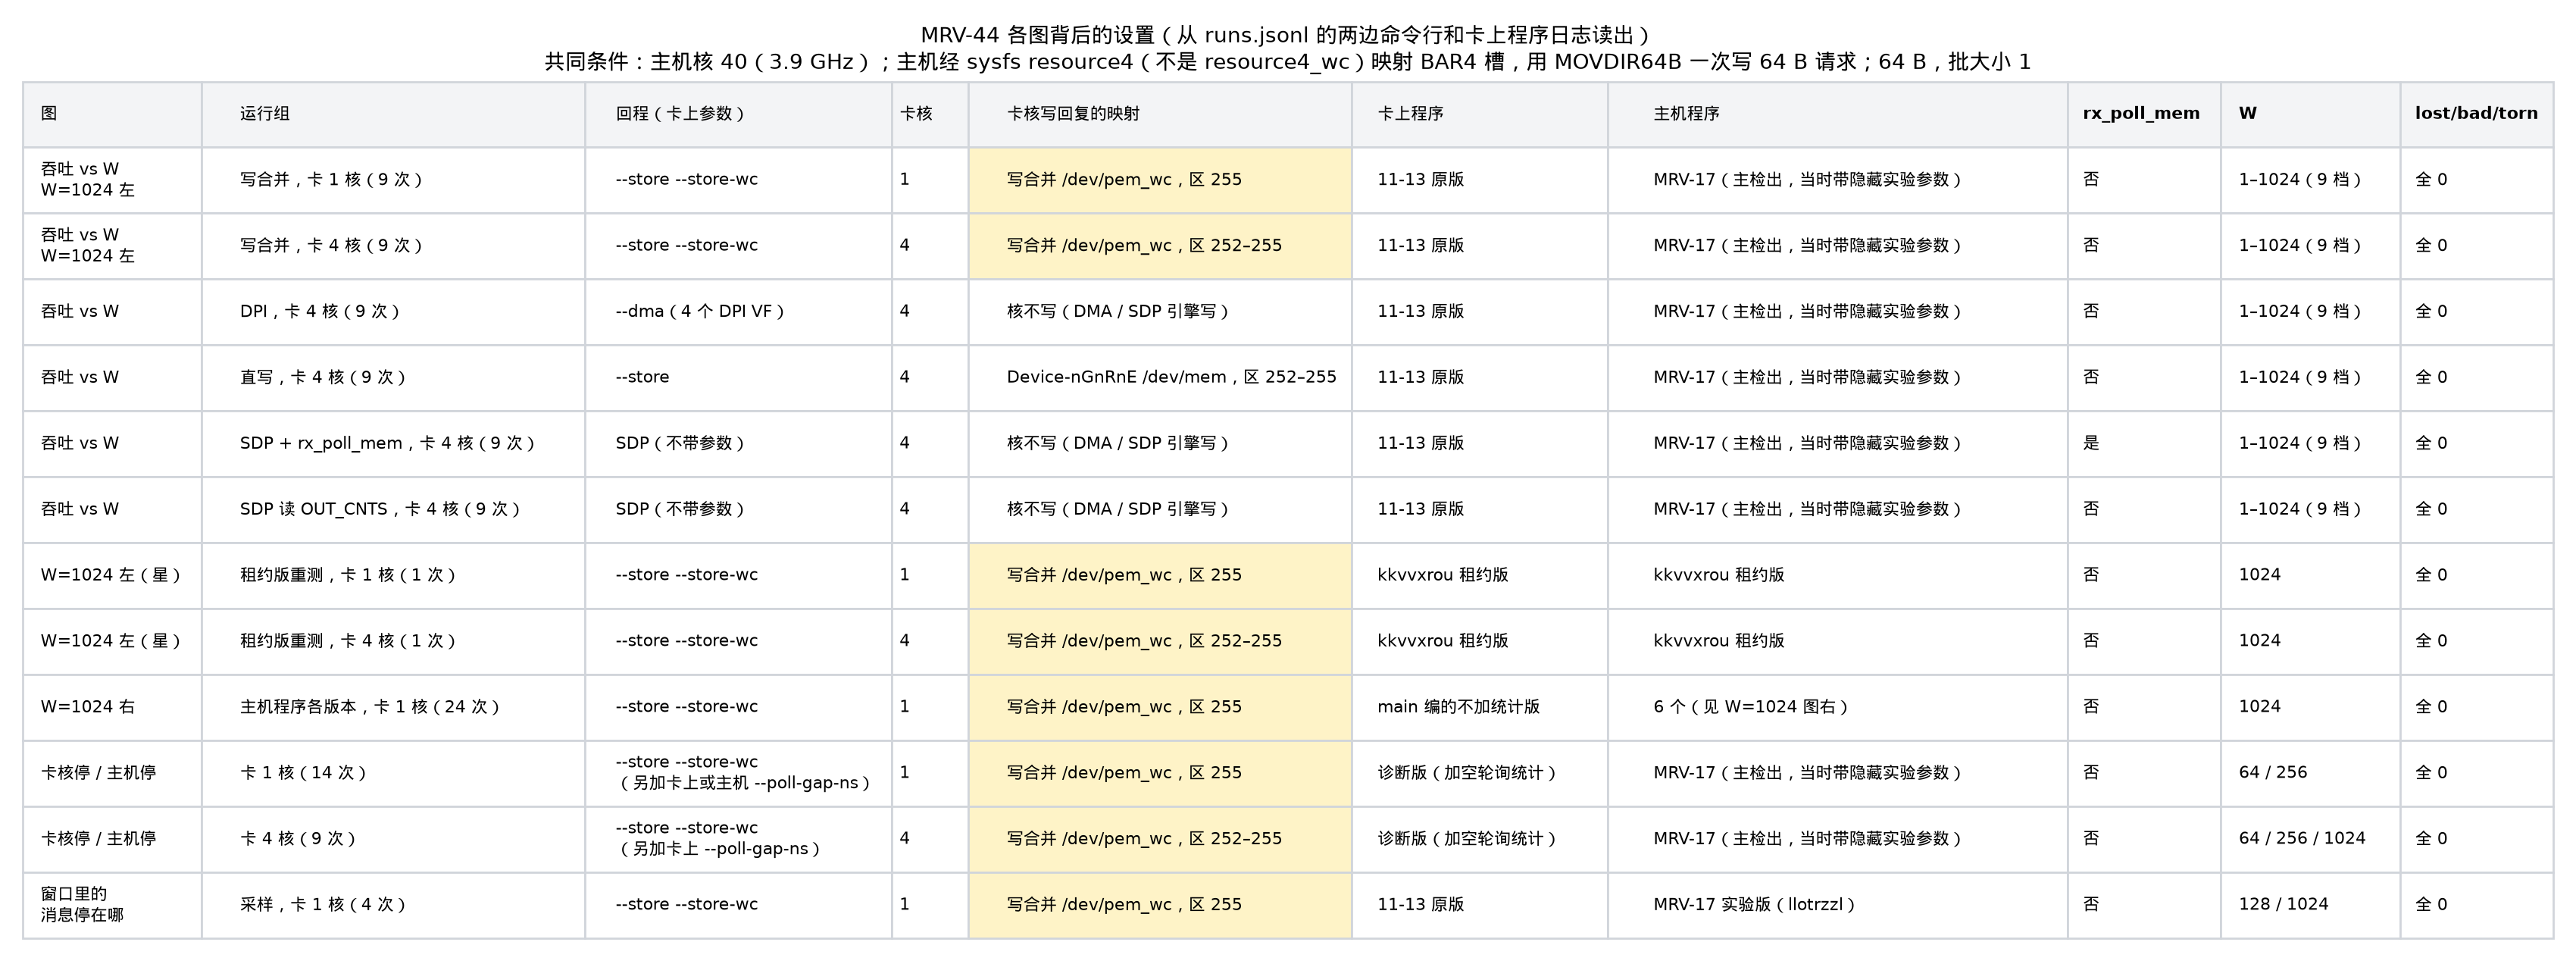 MRV-44 各图背后的设置（从 runs.jsonl 的两边命令行和卡上程序日志读出）
共同条件：主机核 40（3.9 GHz）；主机经 sysfs resource4（不是 resource4_wc）映射 BAR4 槽，用 MOVDIR64B 一次写 64 B 请求；64 B，批大小 1
图 运行组 回程（卡上参数） 卡核 卡核写回复的映射 卡上程序 主机程序 rx_poll_mem W lost/bad/torn
吞吐 vs W
W=1024 左 写合并，卡 1 核（9 次） --store --store-wc 1 写合并 /dev/pem_wc，区 255 11-13 原版 MRV-17（主检出，当时带隐藏实验参数） 否 1–1024（9 档） 全 0
吞吐 vs W
W=1024 左 写合并，卡 4 核（9 次） --store --store-wc 4 写合并 /dev/pem_wc，区 252–255 11-13 原版 MRV-17（主检出，当时带隐藏实验参数） 否 1–1024（9 档） 全 0
吞吐 vs W DPI，卡 4 核（9 次） --dma（4 个 DPI VF） 4 核不写（DMA / SDP 引擎写） 11-13 原版 MRV-17（主检出，当时带隐藏实验参数） 否 1–1024（9 档） 全 0
吞吐 vs W 直写，卡 4 核（9 次） --store 4 Device-nGnRnE /dev/mem，区 252–255 11-13 原版 MRV-17（主检出，当时带隐藏实验参数） 否 1–1024（9 档） 全 0
吞吐 vs W SDP + rx_poll_mem，卡 4 核（9 次） SDP（不带参数） 4 核不写（DMA / SDP 引擎写） 11-13 原版 MRV-17（主检出，当时带隐藏实验参数） 是 1–1024（9 档） 全 0
吞吐 vs W SDP 读 OUT_CNTS，卡 4 核（9 次） SDP（不带参数） 4 核不写（DMA / SDP 引擎写） 11-13 原版 MRV-17（主检出，当时带隐藏实验参数） 否 1–1024（9 档） 全 0
W=1024 左（星） 租约版重测，卡 1 核（1 次） --store --store-wc 1 写合并 /dev/pem_wc，区 255 kkvvxrou 租约版 kkvvxrou 租约版 否 1024 全 0
W=1024 左（星） 租约版重测，卡 4 核（1 次） --store --store-wc 4 写合并 /dev/pem_wc，区 252–255 kkvvxrou 租约版 kkvvxrou 租约版 否 1024 全 0
W=1024 右 主机程序各版本，卡 1 核（24 次） --store --store-wc 1 写合并 /dev/pem_wc，区 255 main 编的不加统计版 6 个（见 W=1024 图右） 否 1024 全 0
卡核停 / 主机停 卡 1 核（14 次） --store --store-wc
（另加卡上或主机 --poll-gap-ns） 1 写合并 /dev/pem_wc，区 255 诊断版（加空轮询统计） MRV-17（主检出，当时带隐藏实验参数） 否 64 / 256 全 0
卡核停 / 主机停 卡 4 核（9 次） --store --store-wc
（另加卡上 --poll-gap-ns） 4 写合并 /dev/pem_wc，区 252–255 诊断版（加空轮询统计） MRV-17（主检出，当时带隐藏实验参数） 否 64 / 256 / 1024 全 0
窗口里的
消息停在哪 采样，卡 1 核（4 次） --store --store-wc 1 写合并 /dev/pem_wc，区 255 11-13 原版 MRV-17 实验版（llotrzzl） 否 128 / 1024 全 0